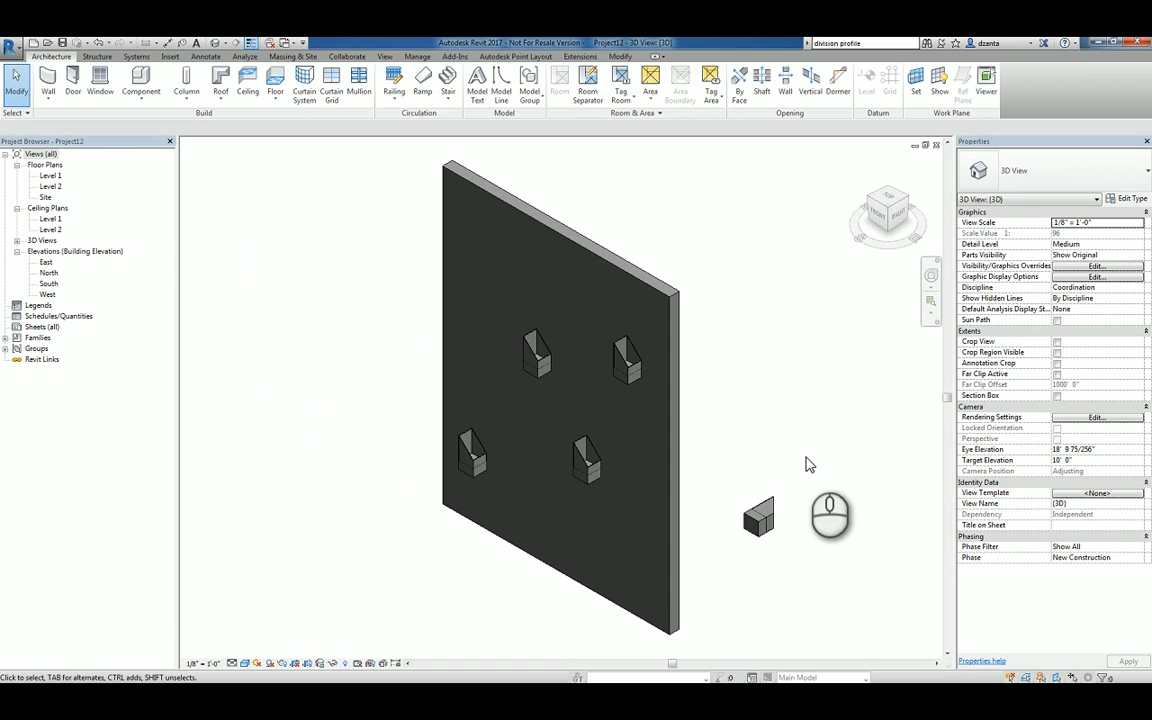 Autodesk Revit 2017 - Not For Resale Version - Project12 - 3D View: {3D}
division profile
dzanta
Architecture Structure Systems Insert Annotate Analyze Massing & Site Collaborate View Manage Add-Ins Autodesk Point Layout Extensions Modify
Modify Wall Door Window Component Column Roof Ceiling Floor Curtain System Curtain Grid Mullion Railing Ramp Stair Model Text Model Line Model Group Room Room Separator Tag Room Area Area Boundary Tag Area By Face Shaft Wall Vertical Dormer Level Grid Set Show Ref Plane Viewer
Select Build Circulation Model Room & Area Opening Datum Work Plane
Project Browser - Project12
Views (all)
Floor Plans
Level 1
Level 2
Site
Ceiling Plans
Level 1
Level 2
3D Views
Elevations (Building Elevation)
East
North
South
West
Legends
Schedules/Quantities
Sheets (all)
Families
Groups
Revit Links
TOP
FRONT
RIGHT
Properties
3D View
3D View: {3D} Edit Type
Graphics
View Scale 1/8" = 1'-0"
Scale Value 1: 96
Detail Level Medium
Parts Visibility Show Original
Visibility/Graphics Overrides Edit...
Graphic Display Options Edit...
Discipline Coordination
Show Hidden Lines By Discipline
Default Analysis Display St... None
Sun Path
Extents
Crop View
Crop Region Visible
Annotation Crop
Far Clip Active
Far Clip Offset 1000' 0"
Section Box
Camera
Rendering Settings Edit...
Locked Orientation
Perspective
Eye Elevation 18' 9 75/256"
Target Elevation 10' 0"
Camera Position Adjusting
Identity Data
View Template <None>
View Name {3D}
Dependency Independent
Title on Sheet
Phasing
Phase Filter Show All
Phase New Construction
Properties help Apply
1/8" = 1'-0"
Click to select, TAB for alternates, CTRL adds, SHIFT unselects.
:0 Main Model :0